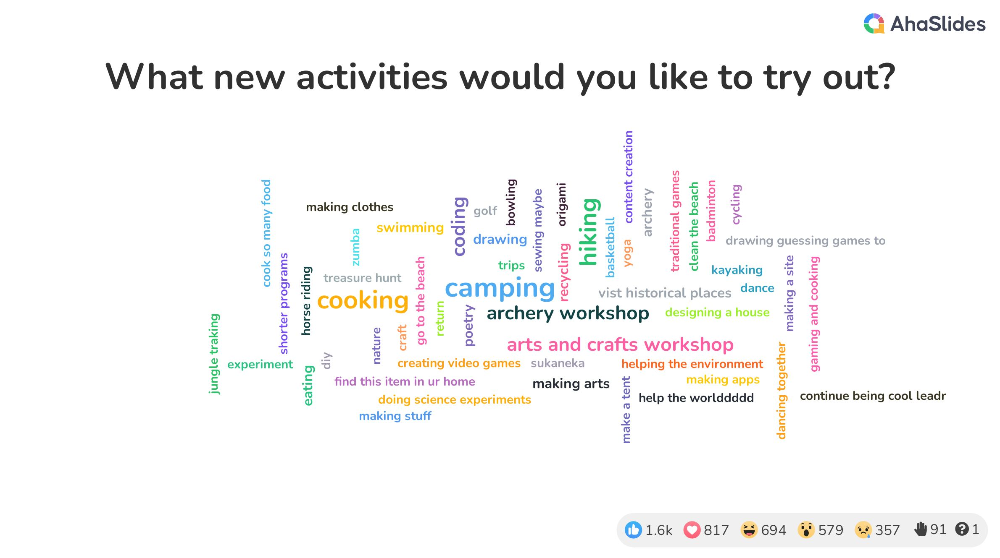 AhaSlides
What new activities would you like to try out?
content creation
cook so many food
making clothes
swimming
zumba
coding
golf
bowling
drawing
sewing maybe
origami
hiking
basketball
archery
yoga
traditional games
clean the beach
badminton
cycling
drawing guessing games to
shorter programs
horse riding
treasure hunt
cooking
go to the beach
trips
recycling
camping
kayaking
vist historical places
dance
making a site
gaming and cooking
return
poetry
archery workshop
designing a house
jungle traking
experiment
diy
nature
craft
arts and crafts workshop
creating video games
sukaneka
helping the environment
eating
find this item in ur home
making arts
making apps
dancing together
doing science experiments
make a tent
help the worlddddd
continue being cool leadr
making stuff
1.6k 817 694 579 357 91 1